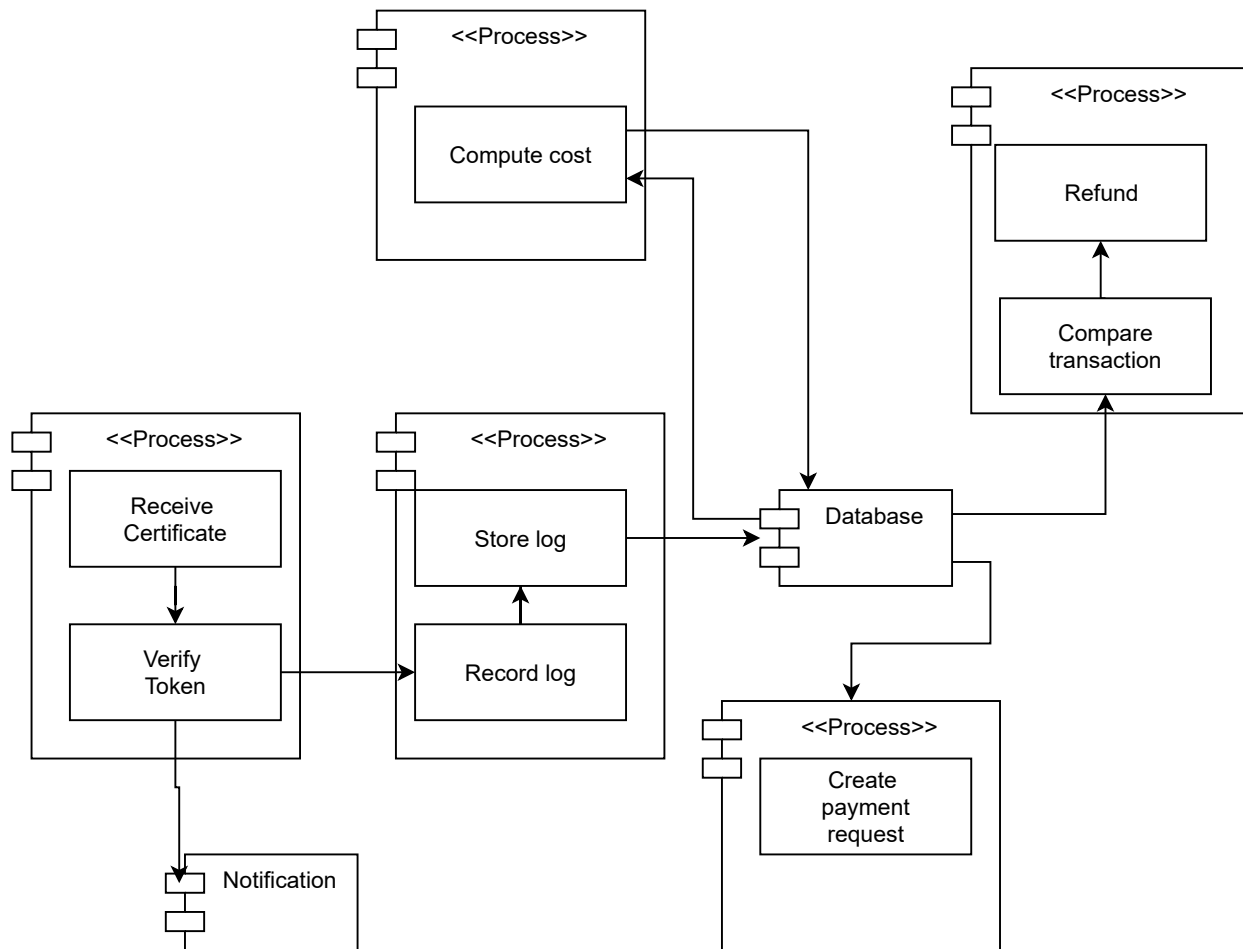 <<Process>>
Compute cost
<<Process>>
Refund
Compare
transaction
<<Process>>
Receive
Certificate
Verify
Token
<<Process>>
Store log
Record log
Database
<<Process>>
Create
payment
request
Notification